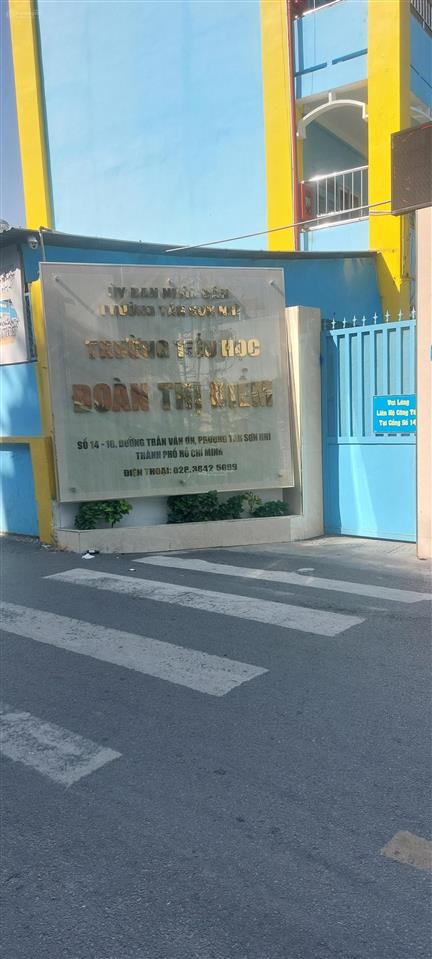 ỦY BAN NHÂN DÂN
PHƯỜNG TÂN SƠN NHÌ
TRƯỜNG TIỂU HỌC
ĐOÀN THỊ ĐIỂM
SỐ 14 - 16, ĐƯỜNG TRẦN VĂN ƠN, PHƯỜNG TÂN SƠN NHÌ
THÀNH PHỐ HỒ CHÍ MINH
ĐIỆN THOẠI: 028.3842 5099
Vui Lòng
Liên Hệ Cổng T
Tại Cổng Số 14